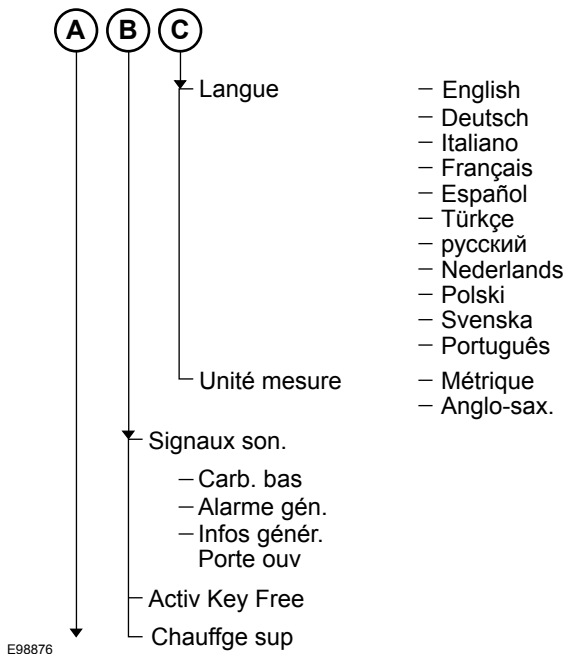 A B C
Langue
– English
– Deutsch
– Italiano
– Français
– Español
– Türkçe
– русский
– Nederlands
– Polski
– Svenska
– Português
Unité mesure
– Métrique
– Anglo-sax.
Signaux son.
– Carb. bas
– Alarme gén.
– Infos génér.
Porte ouv
Activ Key Free
Chauffge sup
E98876